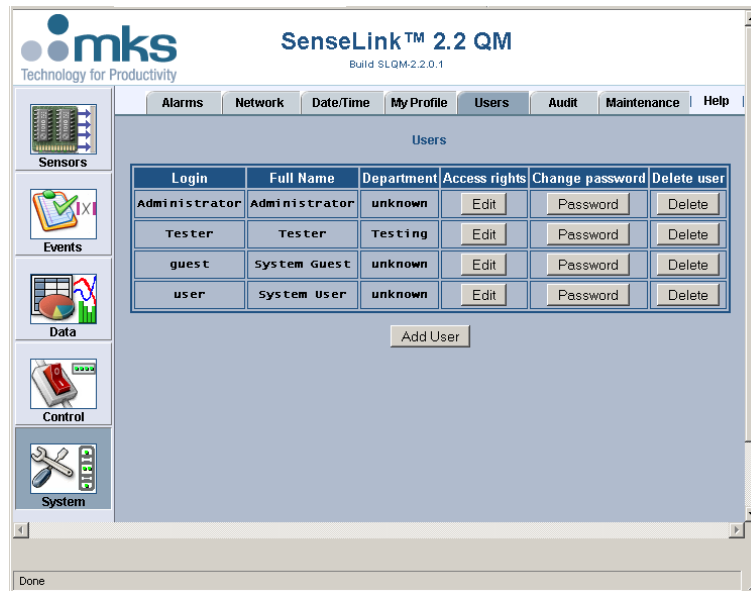 mks
Technology for Productivity
SenseLink™ 2.2 QM
Build SLQM-2.2.0.1
Alarms Network Date/Time My Profile Users Audit Maintenance | Help |
Sensors
Events
Data
Control
System
Users
Login Full Name Department Access rights Change password Delete user
Administrator Administrator unknown Edit Password Delete
Tester Tester Testing Edit Password Delete
guest System Guest unknown Edit Password Delete
user System User unknown Edit Password Delete
Add User
Done